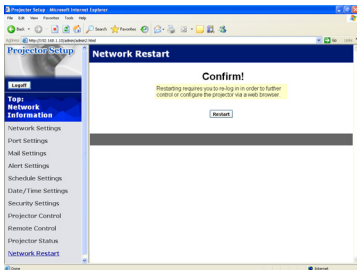 Projector Setup - Microsoft Internet Explorer
File Edit View Favorites Tools Help
Back Search Favorites
Address Go Links
Projector Setup
Logoff
Top:
Network
Information
Network Settings
Port Settings
Mail Settings
Alert Settings
Schedule Settings
Date/Time Settings
Security Settings
Projector Control
Remote Control
Projector Status
Network Restart
Network Restart
Confirm!
Restarting requires you to re-log in in order to further
control or configure the projector via a web browser.
Restart
Done Internet